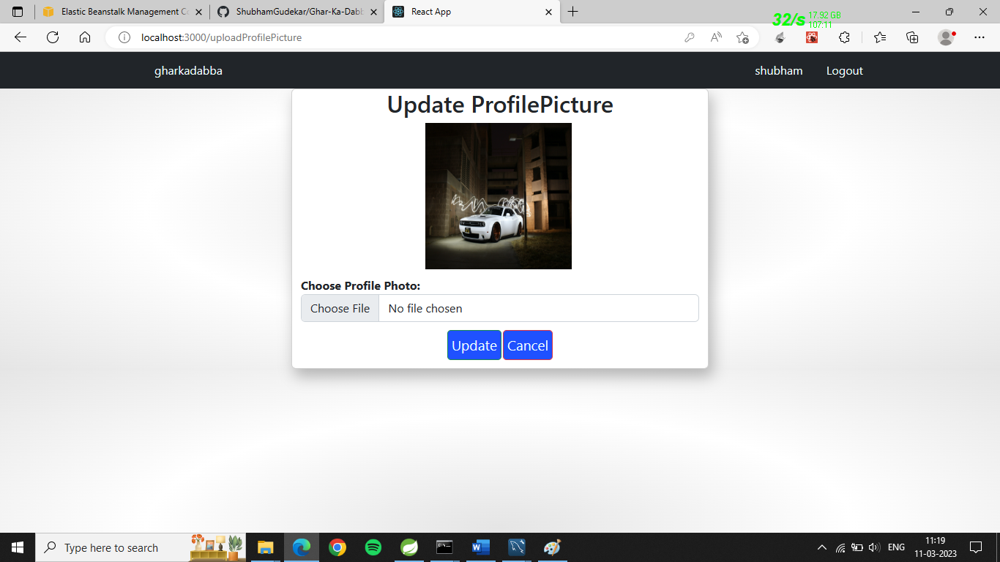 Elastic Beanstalk Management Co
ShubhamGudekar/Ghar-Ka-Dabb
React App
32/s
17.92 GB
107:11
localhost:3000/uploadProfilePicture
gharkadabba
shubham
Logout
Update ProfilePicture
Choose Profile Photo:
Choose File
No file chosen
Update
Cancel
Type here to search
ENG
11:19
11-03-2023